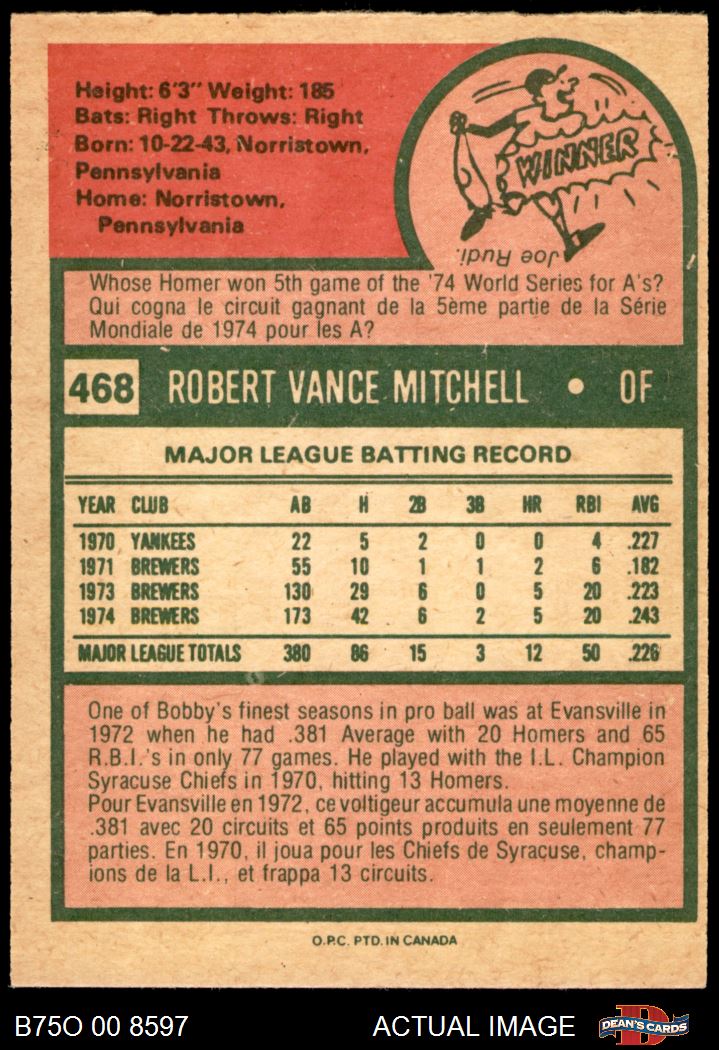 Height: 6'3" Weight: 185
Bats: Right Throws: Right
Born: 10-22-43, Norristown,
Pennsylvania
Home: Norristown,
Pennsylvania
WINNER
Joe Rudi.
Whose Homer won 5th game of the '74 World Series for A's?
Qui cogna le circuit gagnant de la 5ème partie de la Série
Mondiale de 1974 pour les A?
468 ROBERT VANCE MITCHELL • OF
MAJOR LEAGUE BATTING RECORD
YEAR CLUB AB H 2B 3B HR RBI AVG
1970 YANKEES 22 5 2 0 0 4 .227
1971 BREWERS 55 10 1 1 2 6 .182
1973 BREWERS 130 29 6 0 5 20 .223
1974 BREWERS 173 42 6 2 5 20 .243
MAJOR LEAGUE TOTALS 380 86 15 3 12 50 .226
One of Bobby's finest seasons in pro ball was at Evansville in
1972 when he had .381 Average with 20 Homers and 65
R.B.I.'s in only 77 games. He played with the I.L. Champion
Syracuse Chiefs in 1970, hitting 13 Homers.
Pour Evansville en 1972, ce voltigeur accumula une moyenne de
.381 avec 20 circuits et 65 points produits en seulement 77
parties. En 1970, il joua pour les Chiefs de Syracuse, champ-
ions de la L.I., et frappa 13 circuits.
O.P.C. PTD. IN CANADA
B75O 00 8597 ACTUAL IMAGE D DEAN'S CARDS